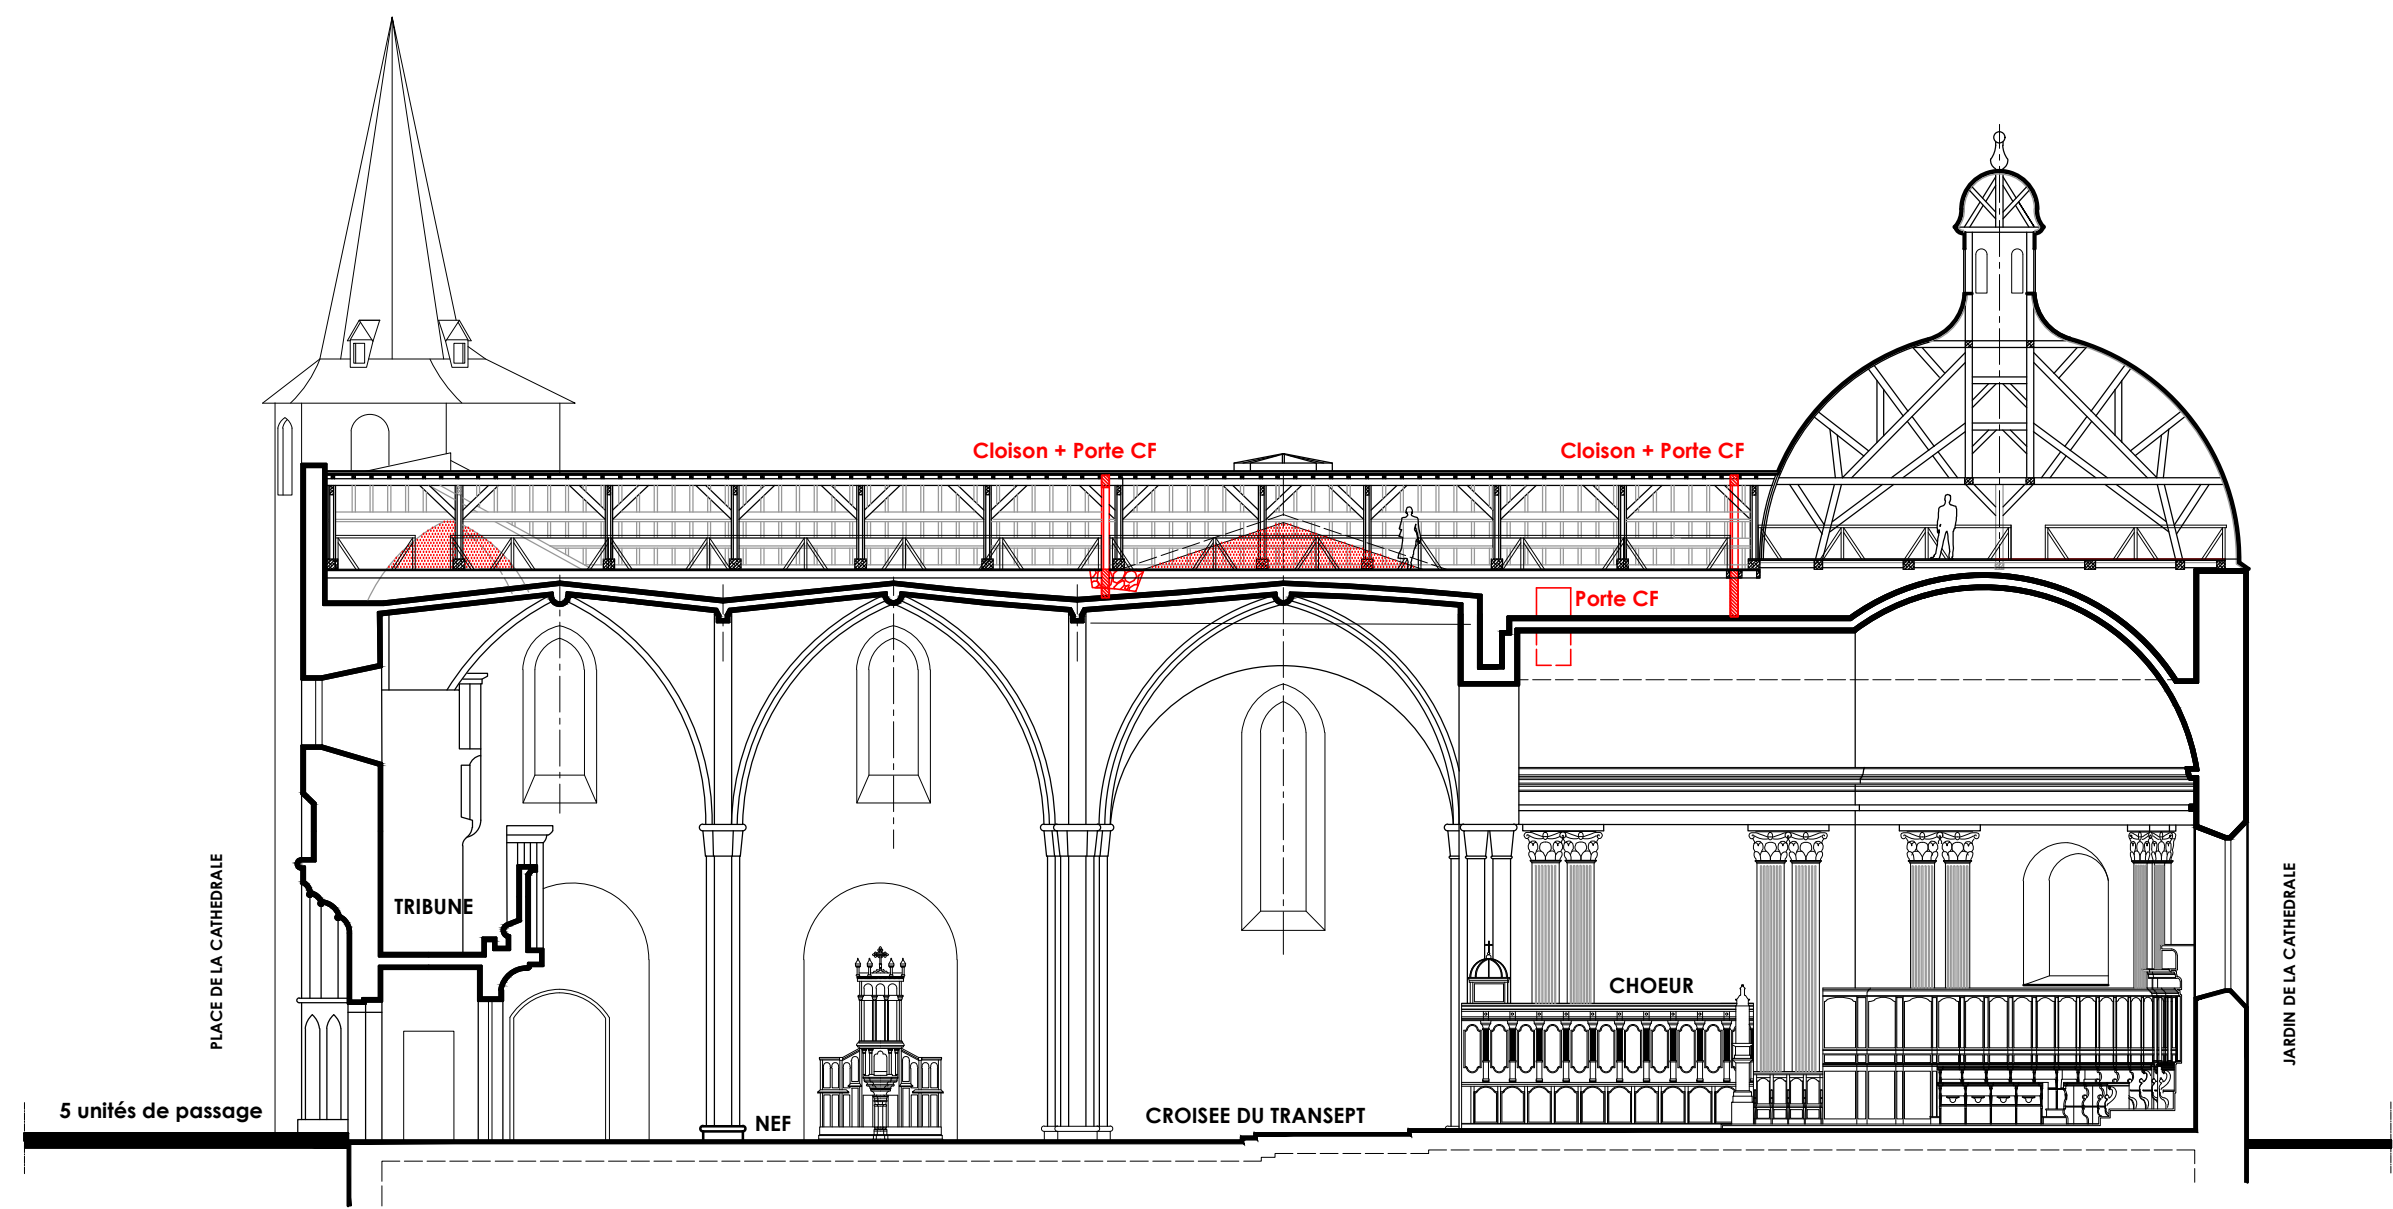 Cloison + Porte CF
Cloison + Porte CF
Porte CF
TRIBUNE
PLACE DE LA CATHEDRALE
JARDIN DE LA CATHEDRALE
CHOEUR
5 unités de passage
NEF
CROISEE DU TRANSEPT